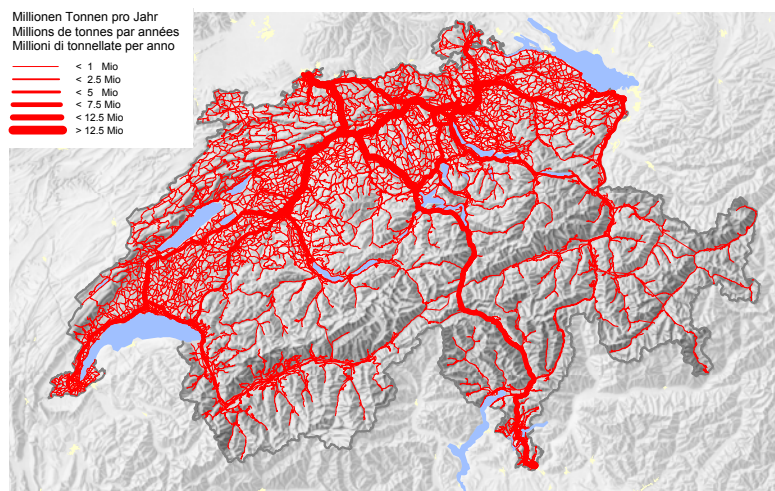 Millionen Tonnen pro Jahr
Millions de tonnes par années
Millioni di tonnellate per anno
< 1 Mio
< 2.5 Mio
< 5 Mio
< 7.5 Mio
< 12.5 Mio
> 12.5 Mio